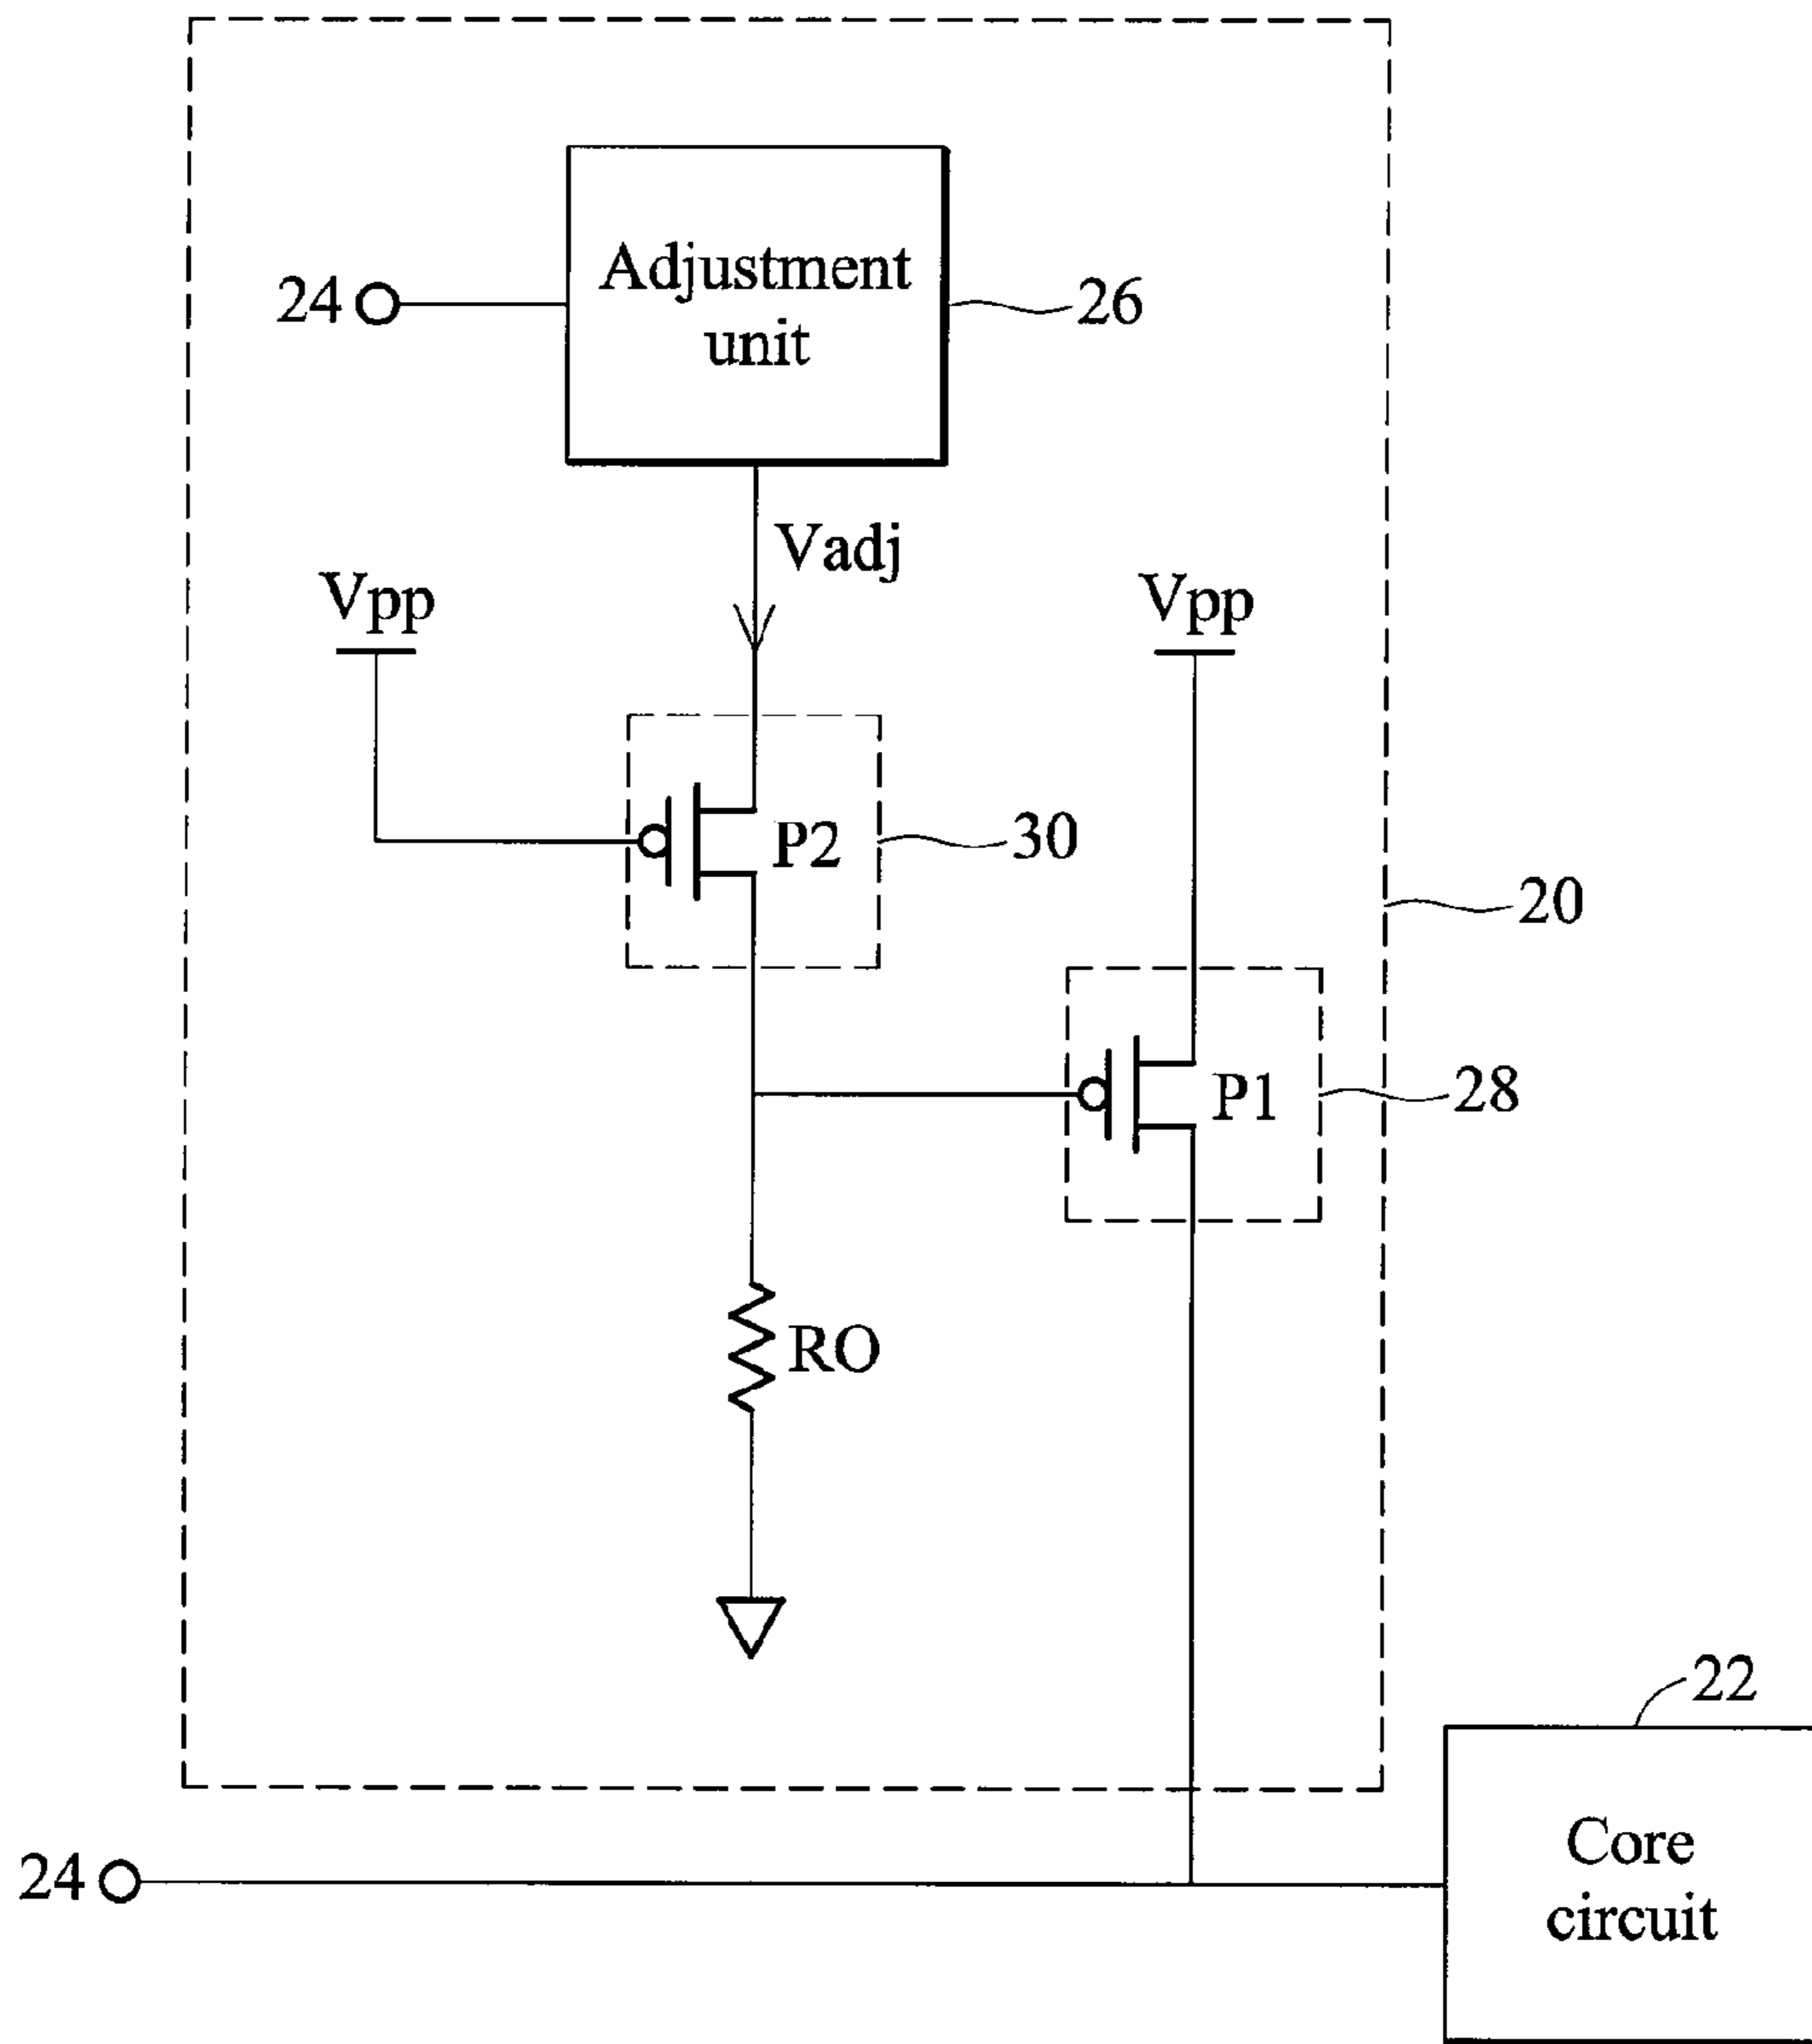 Adjustment
unit
24
26
Vadj
Vpp
Vpp
P2
30
20
P1
28
RO
22
Core
circuit
24